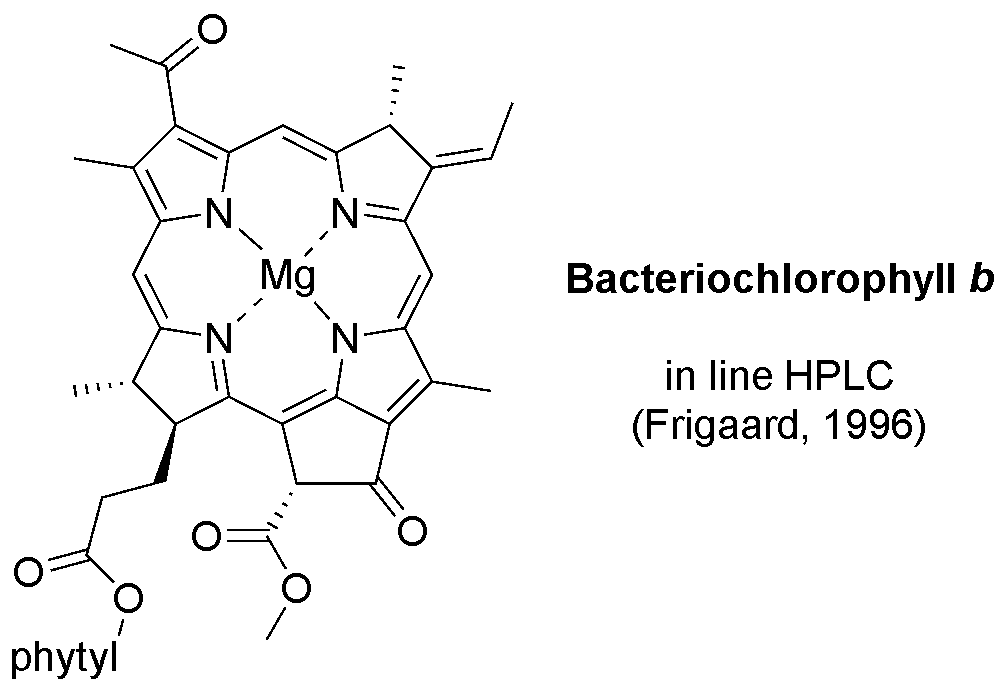 O
N
N
Mg
Bacteriochlorophyll b
N
N
in line HPLC
(Frigaard, 1996)
O
O
O
O
O
phytyl